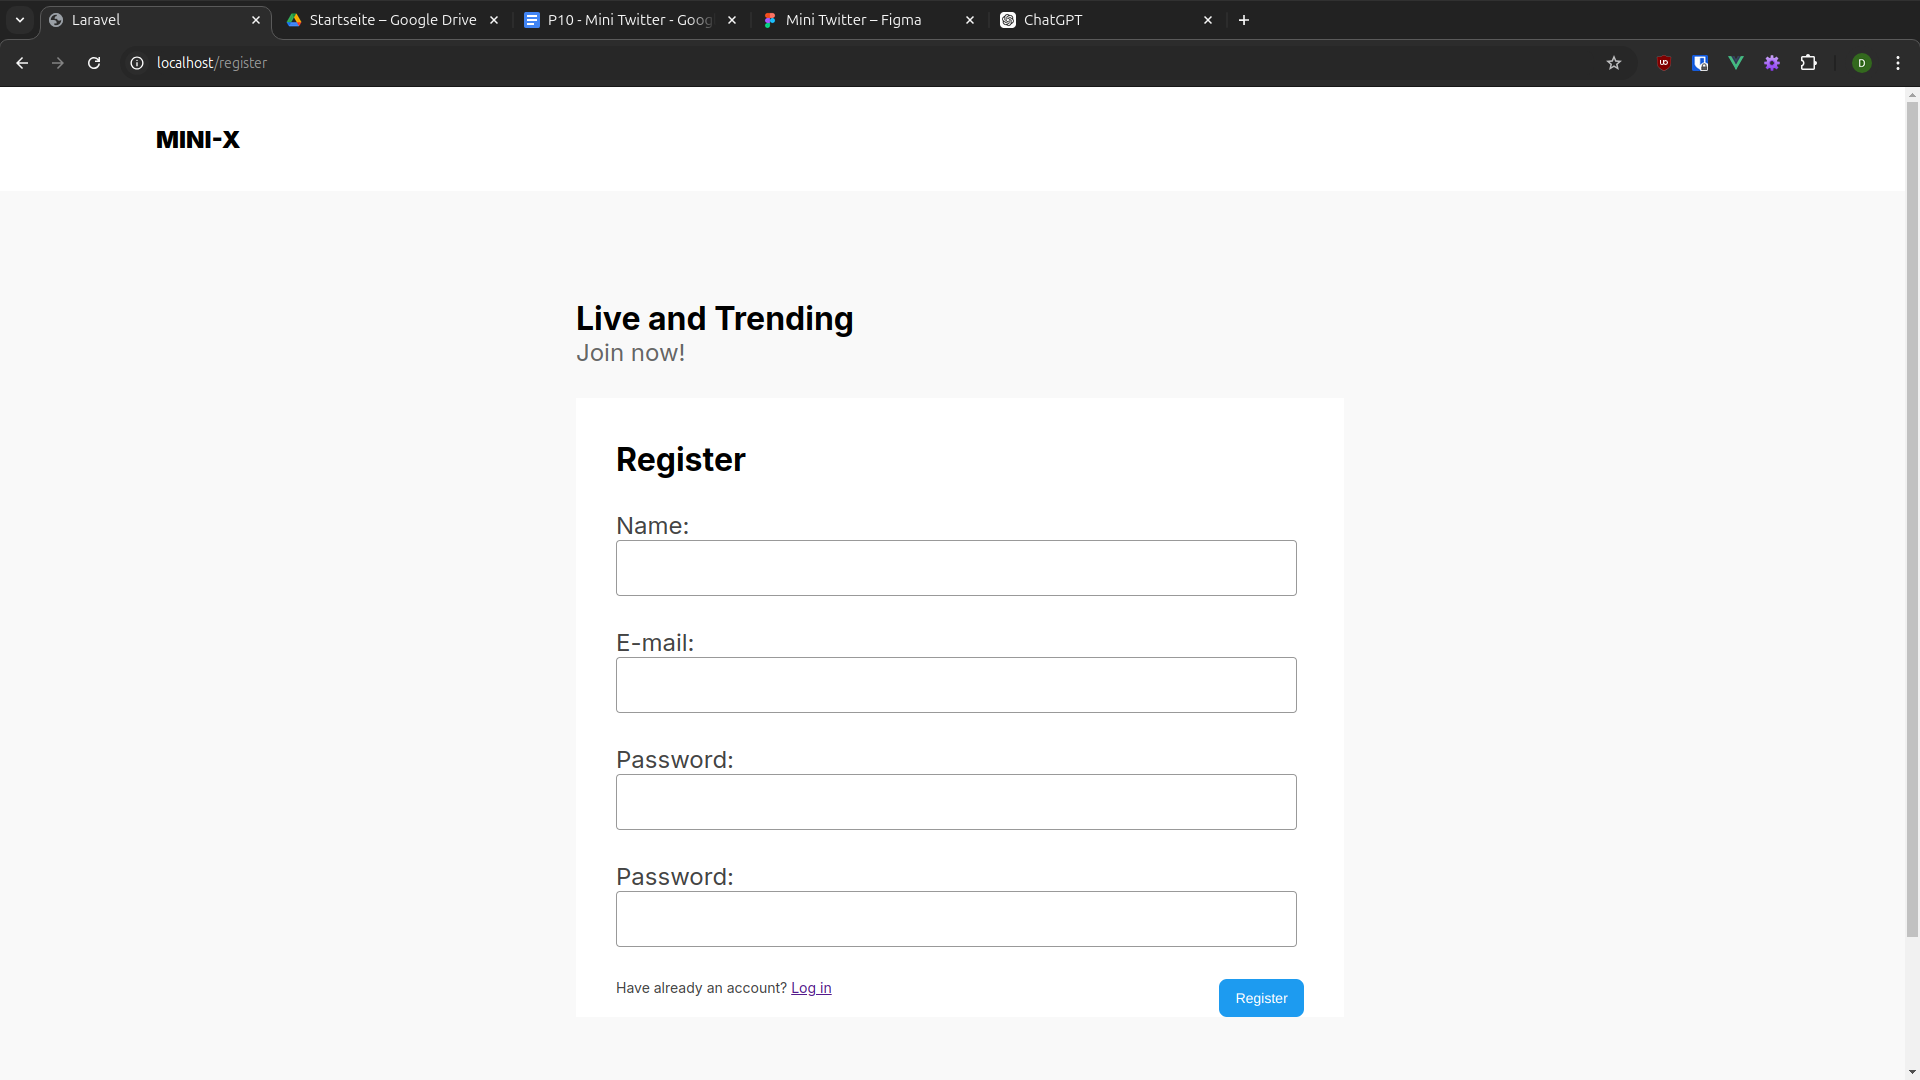 Laravel
Startseite – Google Drive
P10 - Mini Twitter - Goog
Mini Twitter – Figma
ChatGPT
localhost/register
D
MINI-X
Live and Trending
Join now!
Register
Name:
E-mail:
Password:
Password:
Have already an account? Log in
Register